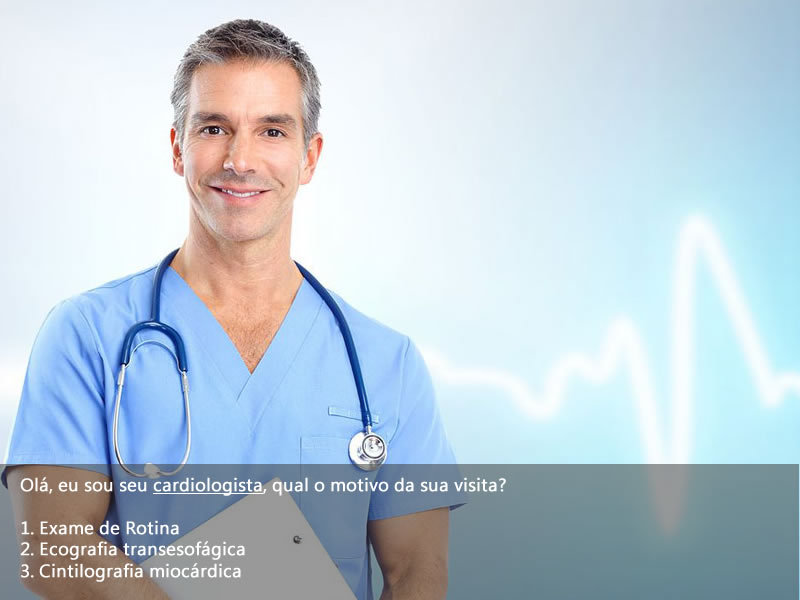 Olá, eu sou seu cardiologista, qual o motivo da sua visita?
1. Exame de Rotina
2. Ecografia transesofágica
3. Cintilografia miocárdica